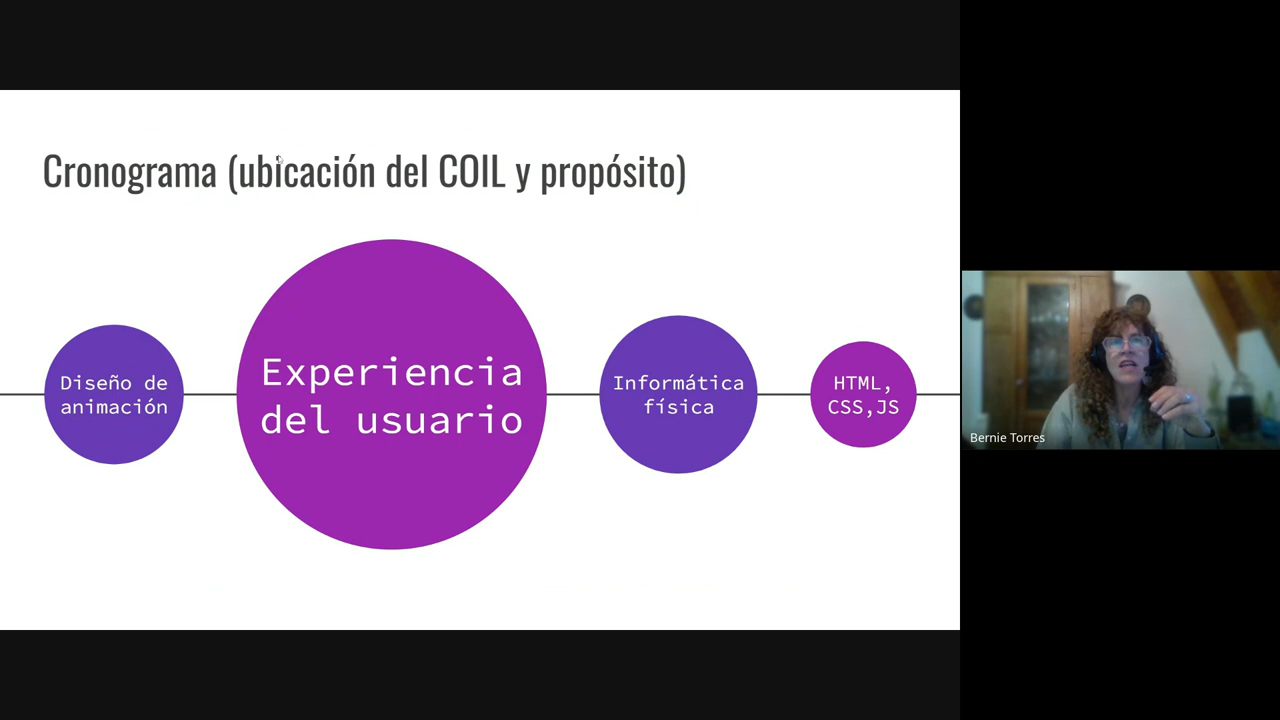 Cronograma (ubicación del COIL y propósito)
Diseño de
animación
Experiencia
del usuario
Informática
física
HTML,
CSS,JS
Bernie Torres